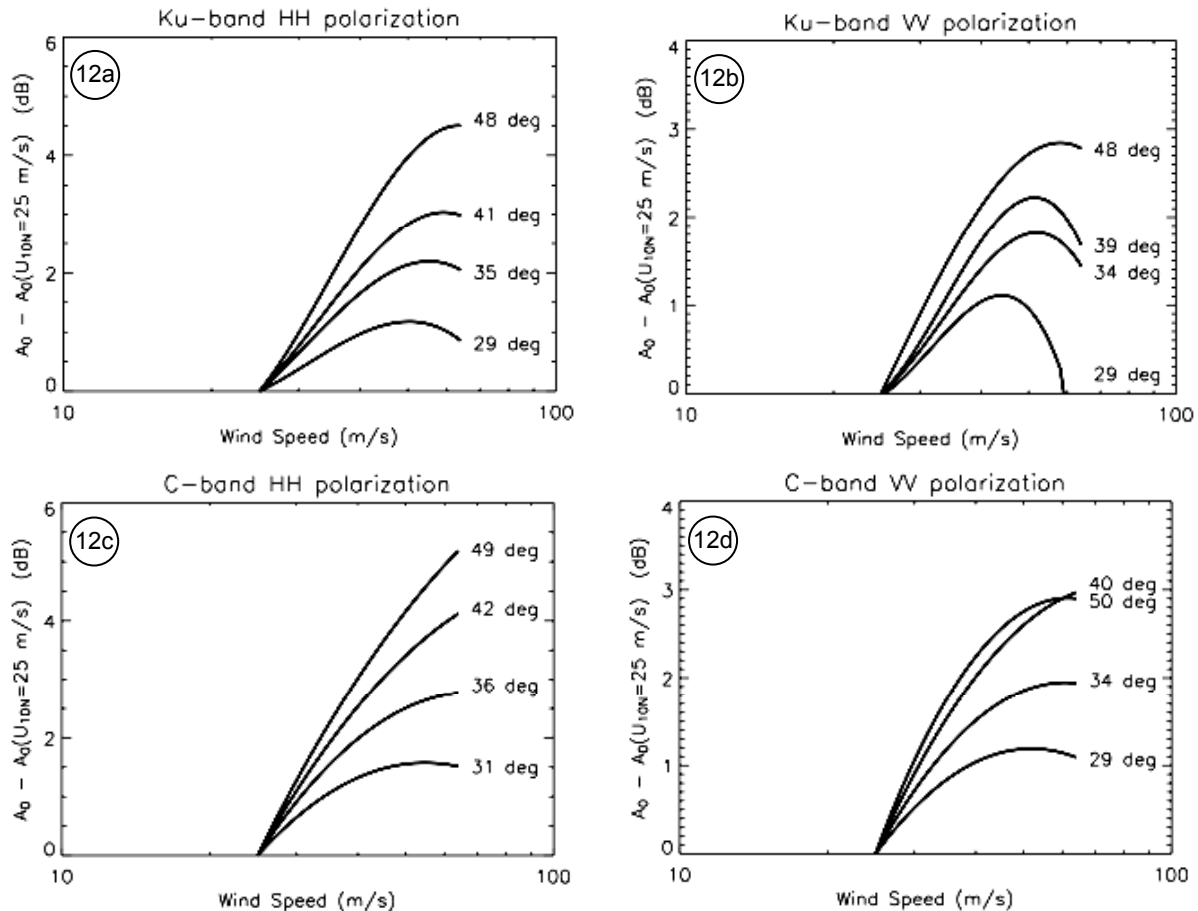 Ku-band HH polarization
12a
A₀ - A₀(U₁₀ₙ=25 m/s) (dB)
6
4
2
0
48 deg
41 deg
35 deg
29 deg
10
100
Wind Speed (m/s)
Ku-band VV polarization
12b
A₀ - A₀(U₁₀ₙ=25 m/s) (dB)
4
3
2
1
0
48 deg
39 deg
34 deg
29 deg
10
100
Wind Speed (m/s)
C-band HH polarization
12c
A₀ - A₀(U₁₀ₙ=25 m/s) (dB)
6
4
2
0
49 deg
42 deg
36 deg
31 deg
10
100
Wind Speed (m/s)
C-band VV polarization
12d
A₀ - A₀(U₁₀ₙ=25 m/s) (dB)
4
3
2
1
0
40 deg
50 deg
34 deg
29 deg
10
100
Wind Speed (m/s)